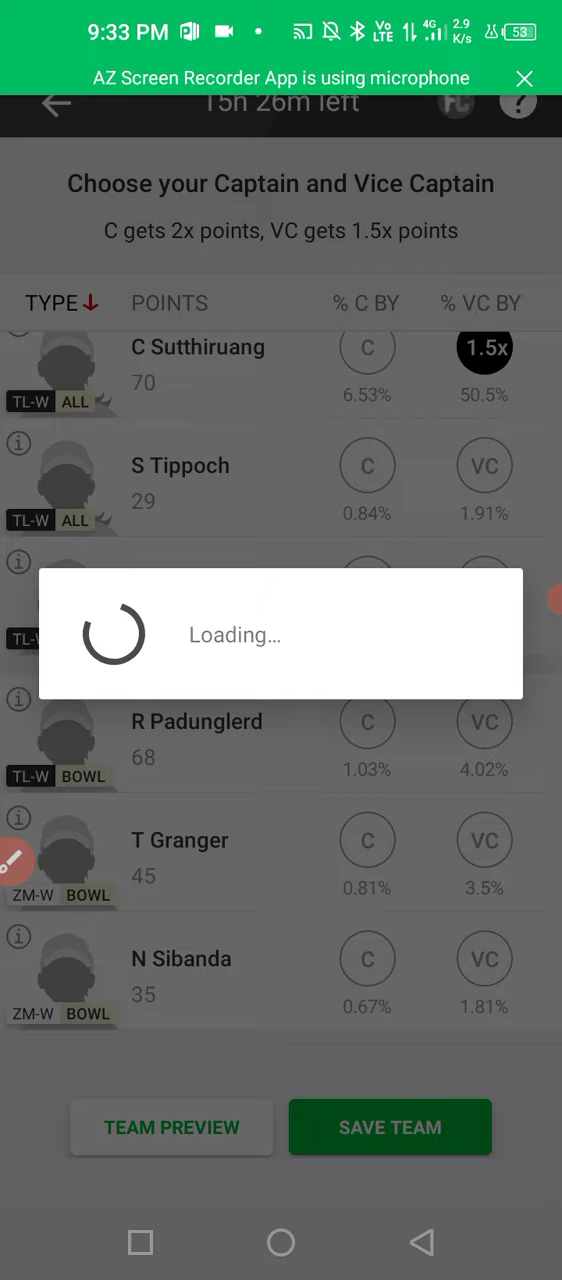 9:33 PM Vo LTE 4G 2.9 K/s 53
AZ Screen Recorder App is using microphone
15h 26m left FC ?
Choose your Captain and Vice Captain
C gets 2x points, VC gets 1.5x points
TYPE POINTS % C BY % VC BY
C Sutthiruang C 1.5x
70
TL-W ALL 6.53% 50.5%
S Tippoch C VC
29
TL-W ALL 0.84% 1.91%
Loading...
R Padunglerd C VC
68
TL-W BOWL 1.03% 4.02%
T Granger C VC
45
ZM-W BOWL 0.81% 3.5%
N Sibanda C VC
35
ZM-W BOWL 0.67% 1.81%
TEAM PREVIEW SAVE TEAM